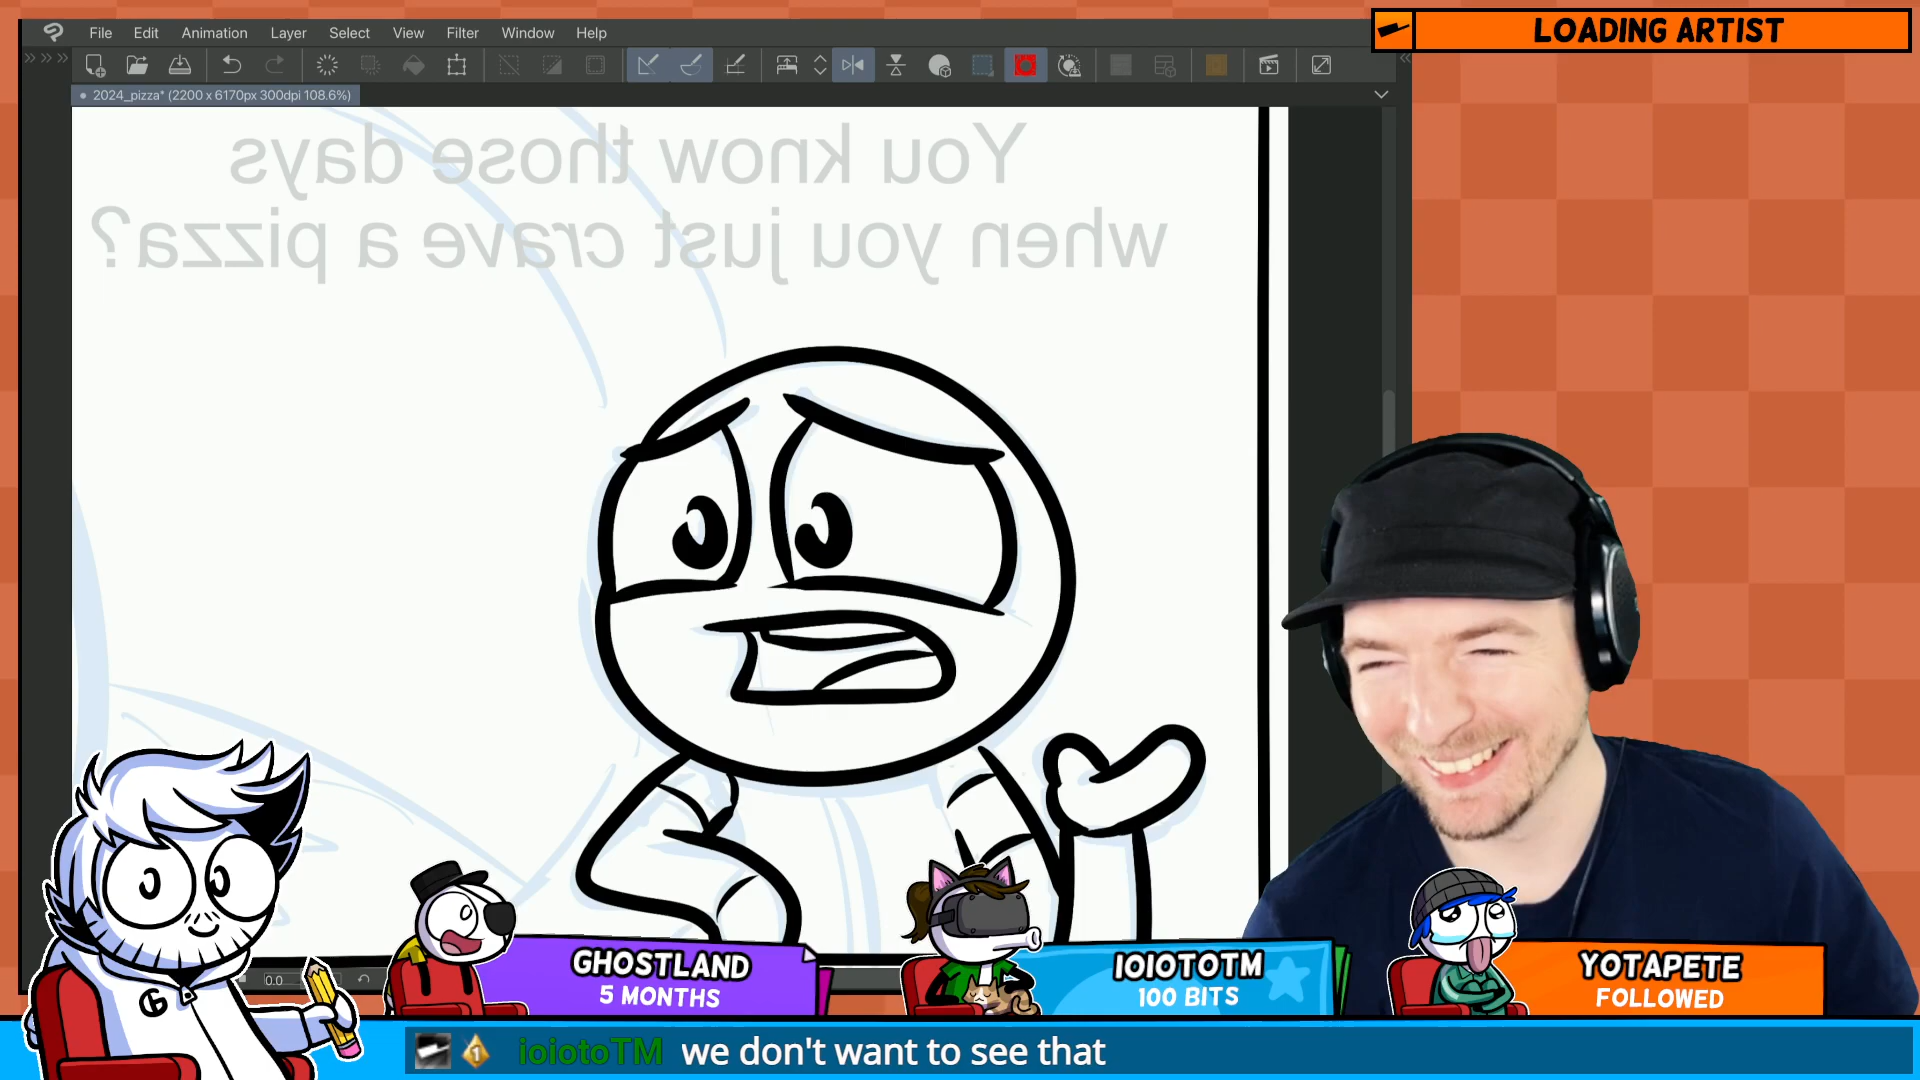 File Edit Animation Layer Select View Filter Window Help
LOADING ARTIST
2024_pizza* (2200 x 6170px 300dpi 108.6%)
You know those days
when you just crave a pizza?
GHOSTLAND
5 MONTHS
IOIOTOTM
100 BITS
YOTAPETE
FOLLOWED
0.0
ioiotoTM we don't want to see that